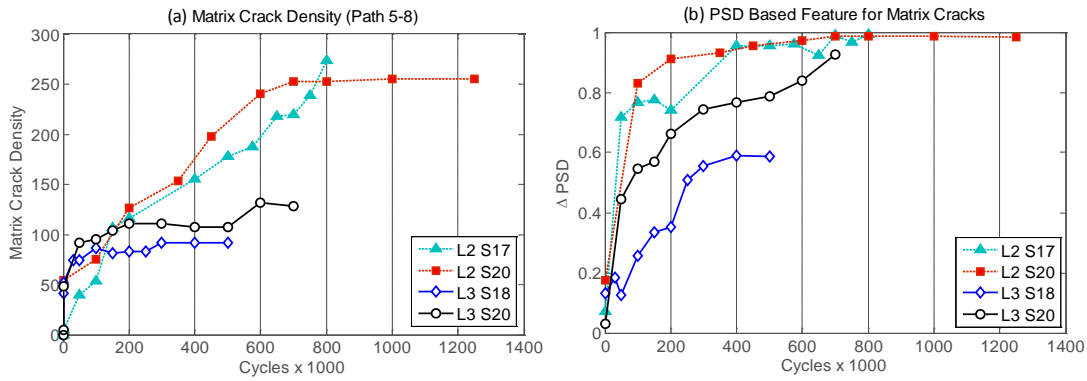 (a) Matrix Crack Density (Path 5-8)
300
250
200
150
100
50
0
Matrix Crack Density
L2 S17
L2 S20
L3 S18
L3 S20
0 200 400 600 800 1000 1200 1400
Cycles x 1000
(b) PSD Based Feature for Matrix Cracks
1
0.8
0.6
0.4
0.2
0
Δ PSD
L2 S17
L2 S20
L3 S18
L3 S20
0 200 400 600 800 1000 1200 1400
Cycles x 1000